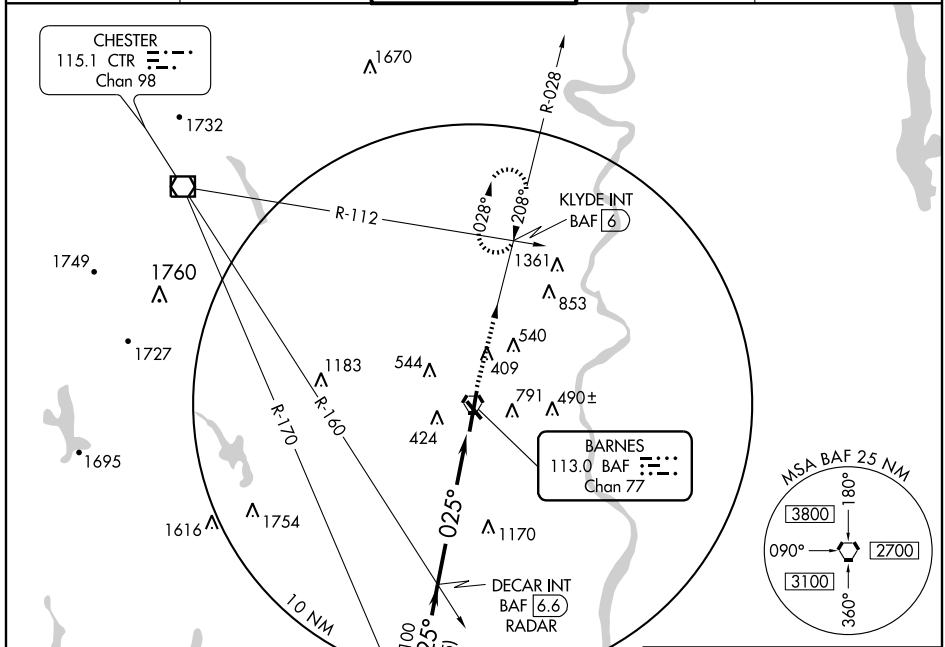 CHESTER
115.1 CTR
Chan 98
1670
1732
R-028
R-112
028°
208°
KLYDE INT
BAF 6
1749
1760
1361
853
1727
540
1183
544
409
R-170
R-160
791
490±
424
1695
BARNES
113.0 BAF
Chan 77
MSA BAF 25 NM
180°
3800
090°
2700
3100
360°
025°
1616
1754
1170
DECAR INT
BAF 6.6
RADAR
10 NM